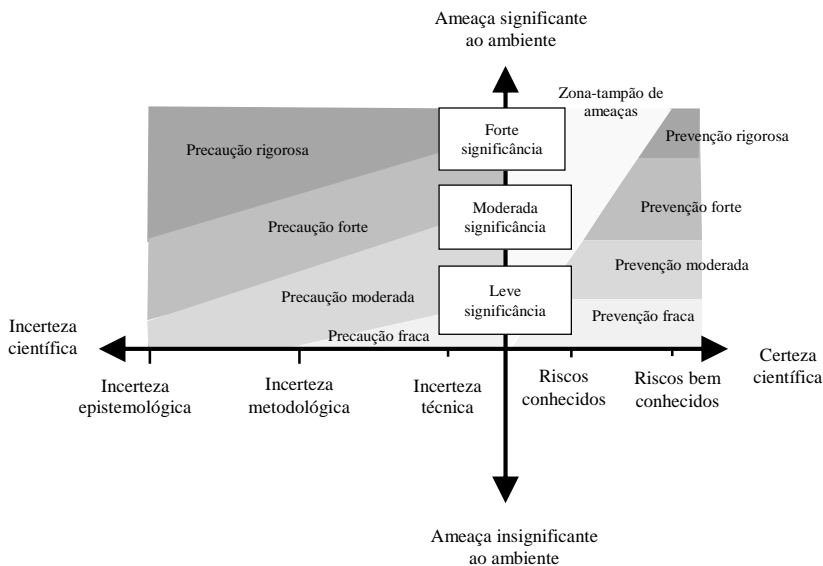 Ameaça significante
ao ambiente
Zona-tampão de
ameaças
Forte
significância
Prevenção rigorosa
Precaução rigorosa
Moderada
significância
Prevenção forte
Precaução forte
Prevenção moderada
Precaução moderada
Leve
significância
Prevenção fraca
Precaução fraca
Incerteza
científica
Certeza
científica
Incerteza
epistemológica
Incerteza
metodológica
Incerteza
técnica
Riscos
conhecidos
Riscos bem
conhecidos
Ameaça insignificante
ao ambiente